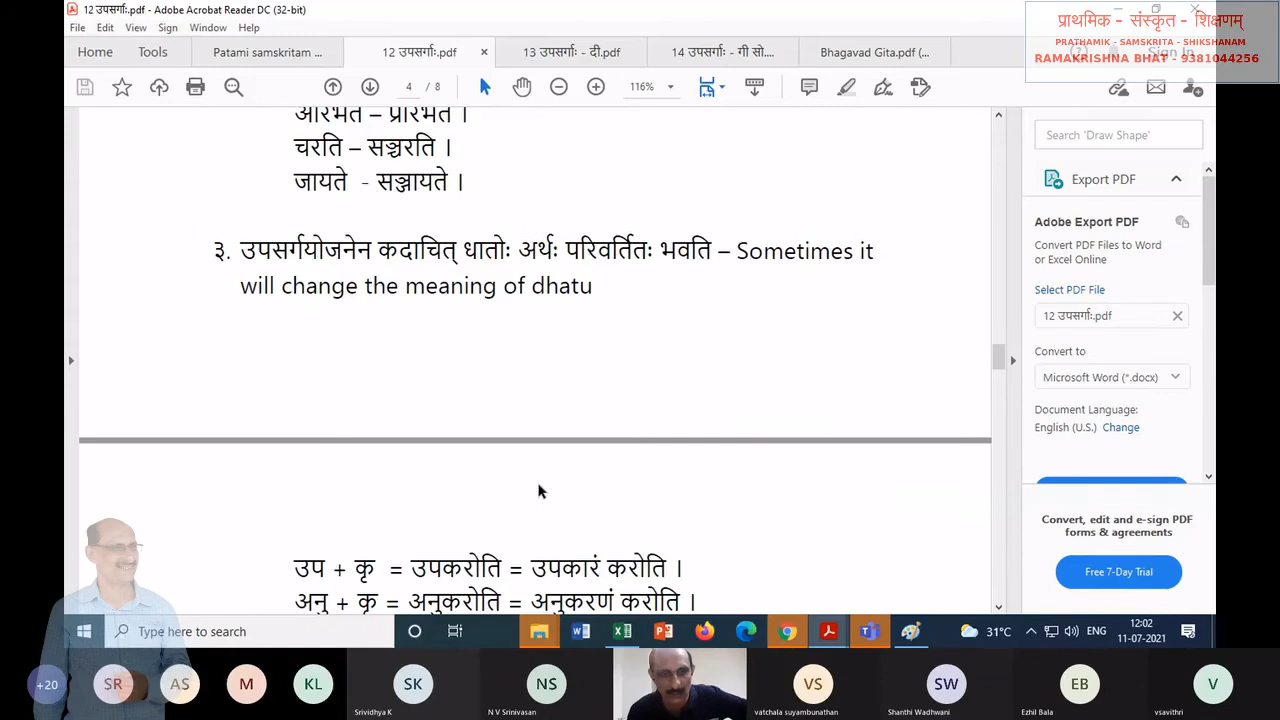 12 उपसर्गाः.pdf - Adobe Acrobat Reader DC (32-bit)
File Edit View Sign Window Help
Home Tools Patami samskritam ... 12 उपसर्गाः.pdf × 13 उपसर्गाः - दी.pdf 14 उपसर्गाः - गी सो.... Bhagavad Gita.pdf (... Sign In
प्राथमिक - संस्कृत - शिक्षणम्
PRATHAMIK - SAMSKRITA - SHIKSHANAM
RAMAKRISHNA BHAT - 9381044256
4 / 8 116%
आरभते – प्रारभते ।
चरति – सञ्चरति ।
जायते - सञ्जायते ।
३. उपसर्गयोजनेन कदाचित् धातोः अर्थः परिवर्तितः भवति – Sometimes it
will change the meaning of dhatu
उप + कृ = उपकरोति = उपकारं करोति ।
अनु + कृ = अनुकरोति = अनुकरणं करोति ।
Search 'Draw Shape'
Export PDF
Adobe Export PDF
Convert PDF Files to Word
or Excel Online
Select PDF File
12 उपसर्गाः.pdf ×
Convert to
Microsoft Word (*.docx)
Document Language:
English (U.S.) Change
Convert, edit and e-sign PDF
forms & agreements
Free 7-Day Trial
Type here to search
31°C ENG 12:02
11-07-2021
+20 SR AS M KL SK NS VS SW EB V
Srividhya K N V Srinivasan vatchala suyambunathan Shanthi Wadhwani Ezhil Bala vsavithri